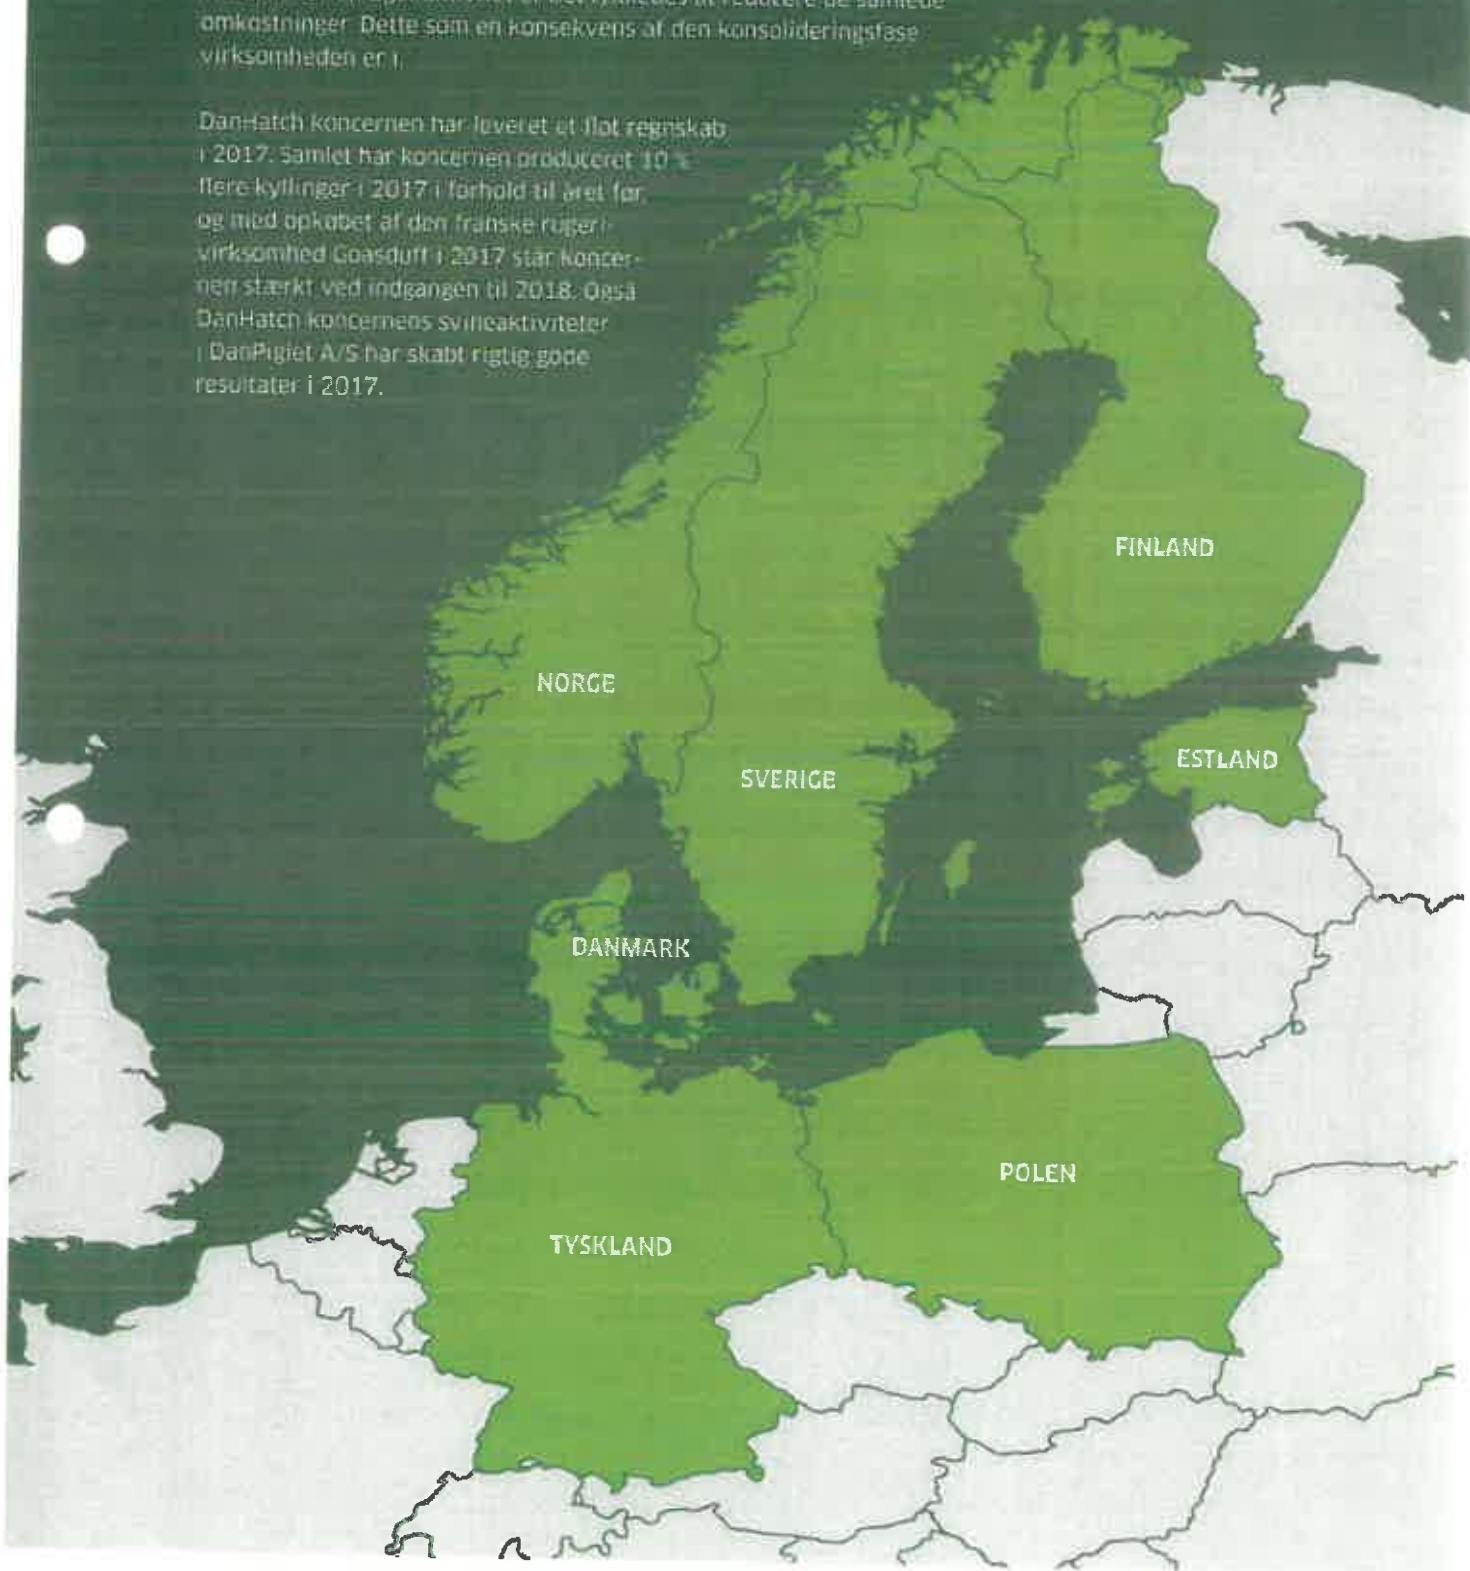 omkostninger. Dette som en konsekvens af den konsolideringsfase
virksomheden er i.
DanHatch koncernen har leveret et flot regnskab
i 2017. Samlet har koncernen produceret 10 %
flere kyllinger i 2017 i forhold til året før,
og med opkøbet af den franske rugeri-
virksomhed Goasduff i 2017 står koncer-
nen stærkt ved indgangen til 2018. Også
DanHatch koncernens svineaktiviteter
i DanPiglet A/S har skabt rigtig gode
resultater i 2017.
FINLAND
NORGE
ESTLAND
SVERIGE
DANMARK
POLEN
TYSKLAND